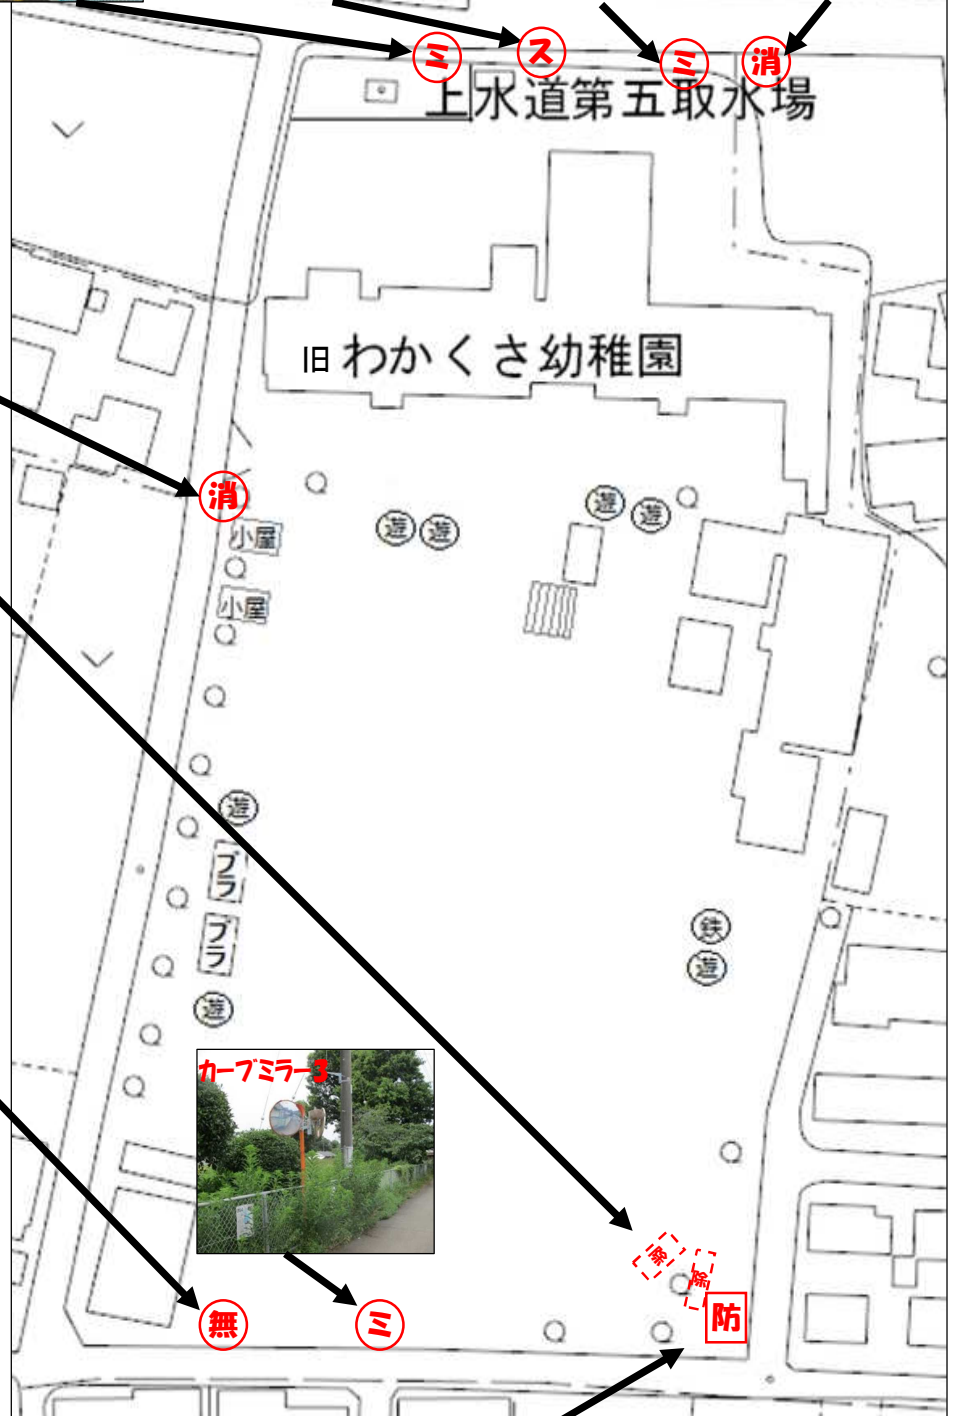 ミ
ス
ミ
消
上水道第五取水場
旧 わかくさ幼稚園
消
遊
遊
遊
遊
小屋
小屋
遊
ブラ
ブラ
鉄
遊
遊
カーブミラー3
防
無
ミ